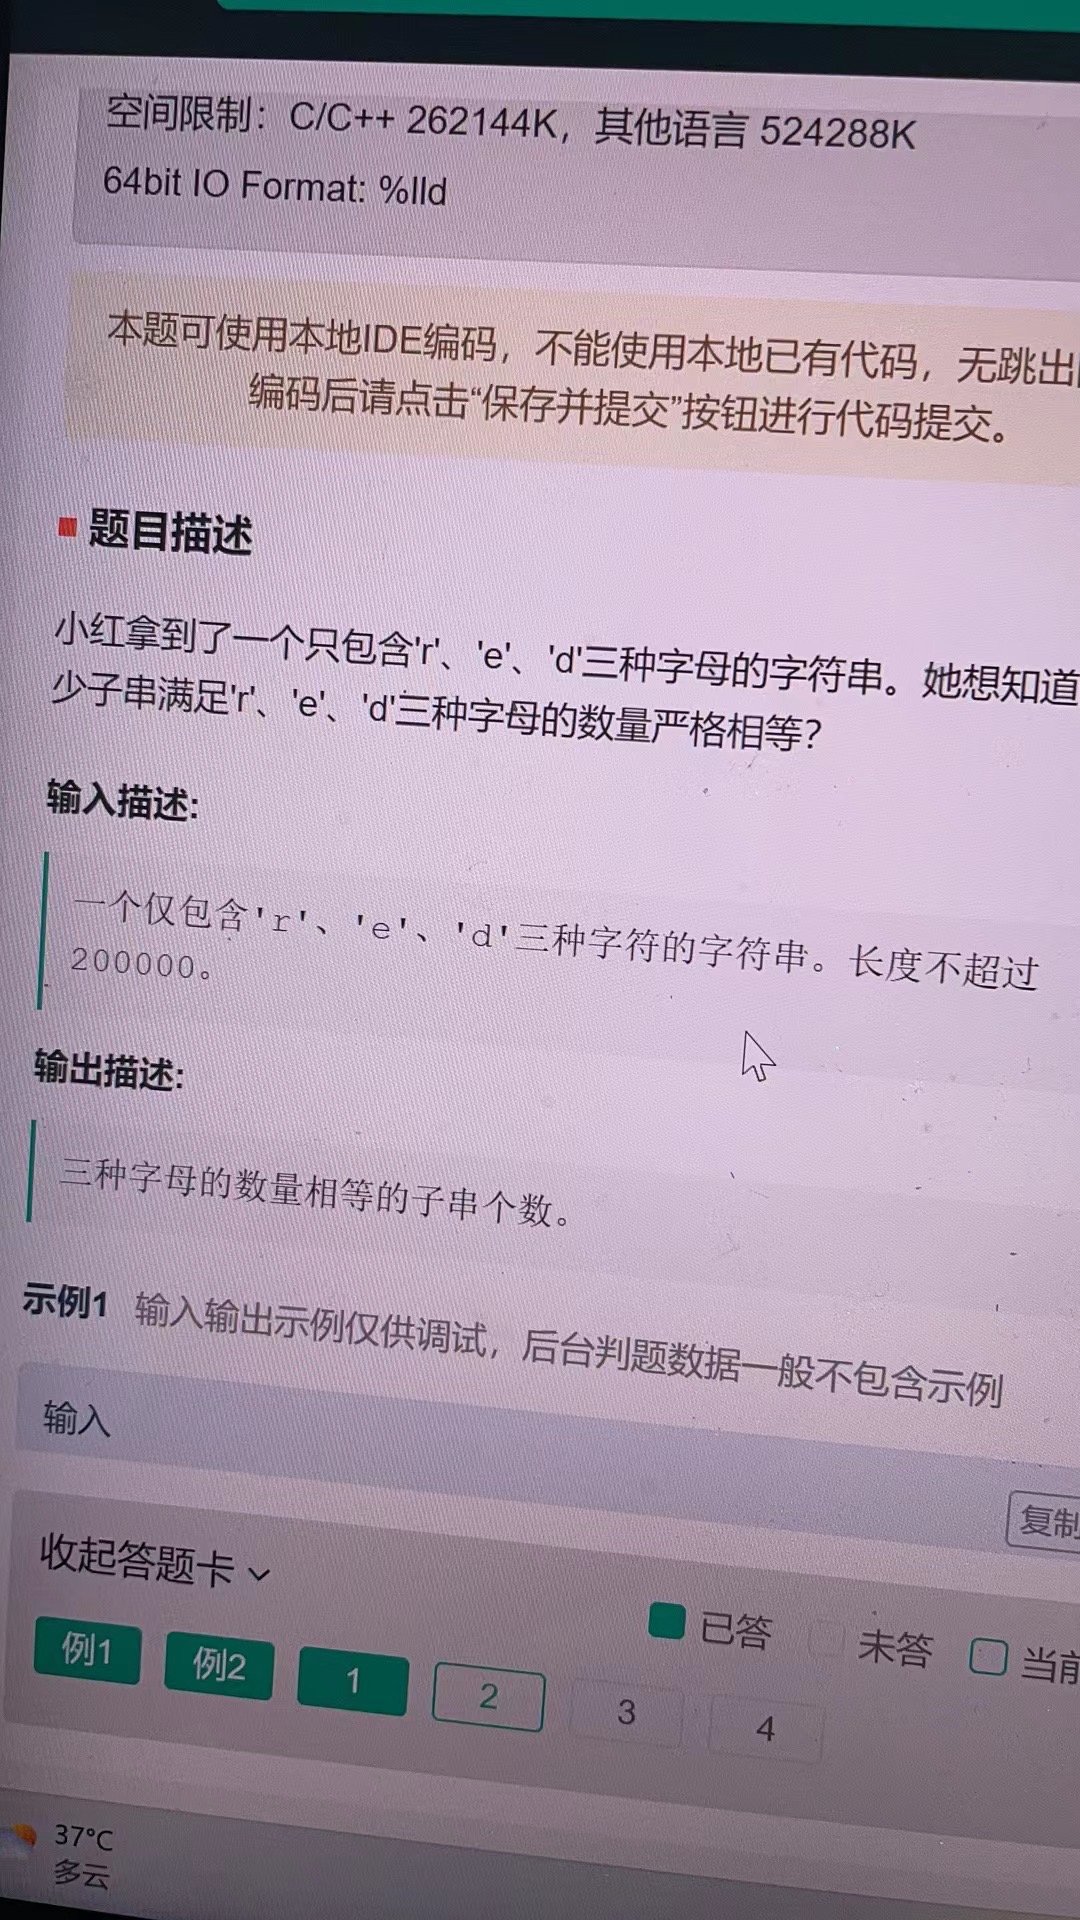 空间限制：C/C++ 262144K，其他语言 524288K
64bit IO Format: %lld
本题可使用本地IDE编码，不能使用本地已有代码，无跳出
编码后请点击“保存并提交”按钮进行代码提交。
题目描述
小红拿到了一个只包含'r'、'e'、'd'三种字母的字符串。她想知道
少子串满足'r'、'e'、'd'三种字母的数量严格相等？
输入描述:
一个仅包含'r'、'e'、'd'三种字符的字符串。长度不超过
200000。
输出描述:
三种字母的数量相等的子串个数。
示例1 输入输出示例仅供调试，后台判题数据一般不包含示例
输入
复制
收起答题卡
已答 未答 当前
例1 例2 1 2 3 4
37°C
多云